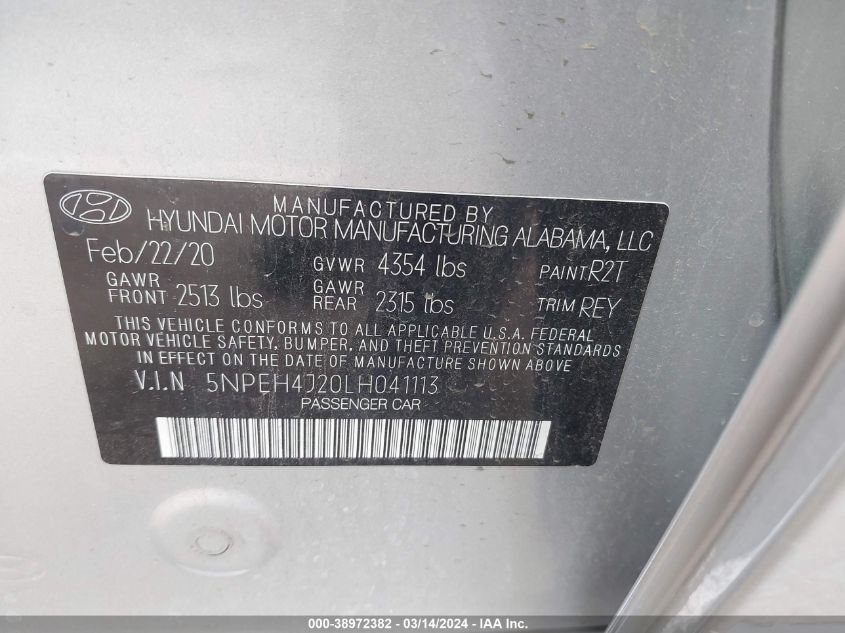 MANUFACTURED BY
HYUNDAI MOTOR MANUFACTURING ALABAMA, LLC
Feb/22/20 GVWR 4354 lbs PAINT R2T
GAWR FRONT 2513 lbs GAWR REAR 2315 lbs TRIM REY
THIS VEHICLE CONFORMS TO ALL APPLICABLE U.S.A. FEDERAL
MOTOR VEHICLE SAFETY, BUMPER, AND THEFT PREVENTION STANDARDS
IN EFFECT ON THE DATE OF MANUFACTURE SHOWN ABOVE
V.I.N 5NPEH4J20LH041113
PASSENGER CAR
000-38972382 / 03/14/2024 - IAA Inc.